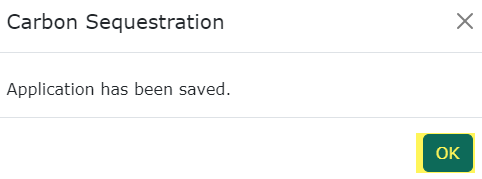 Carbon Sequestration
Application has been saved.
OK